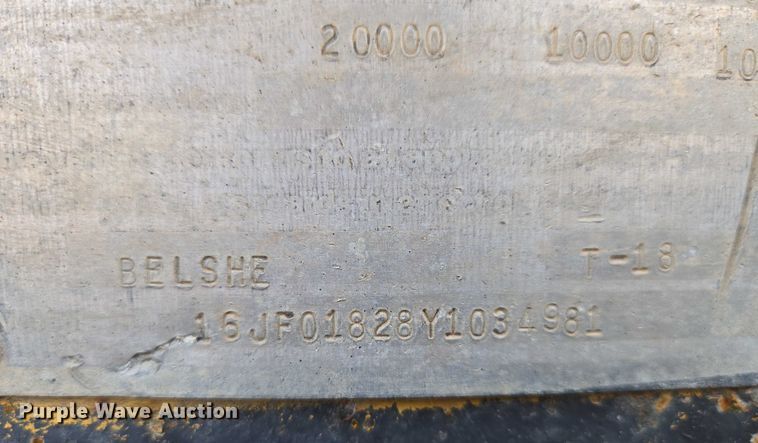 20000 10000 10
BELSHE T-18
16JF01828Y1034981
Purple Wave Auction